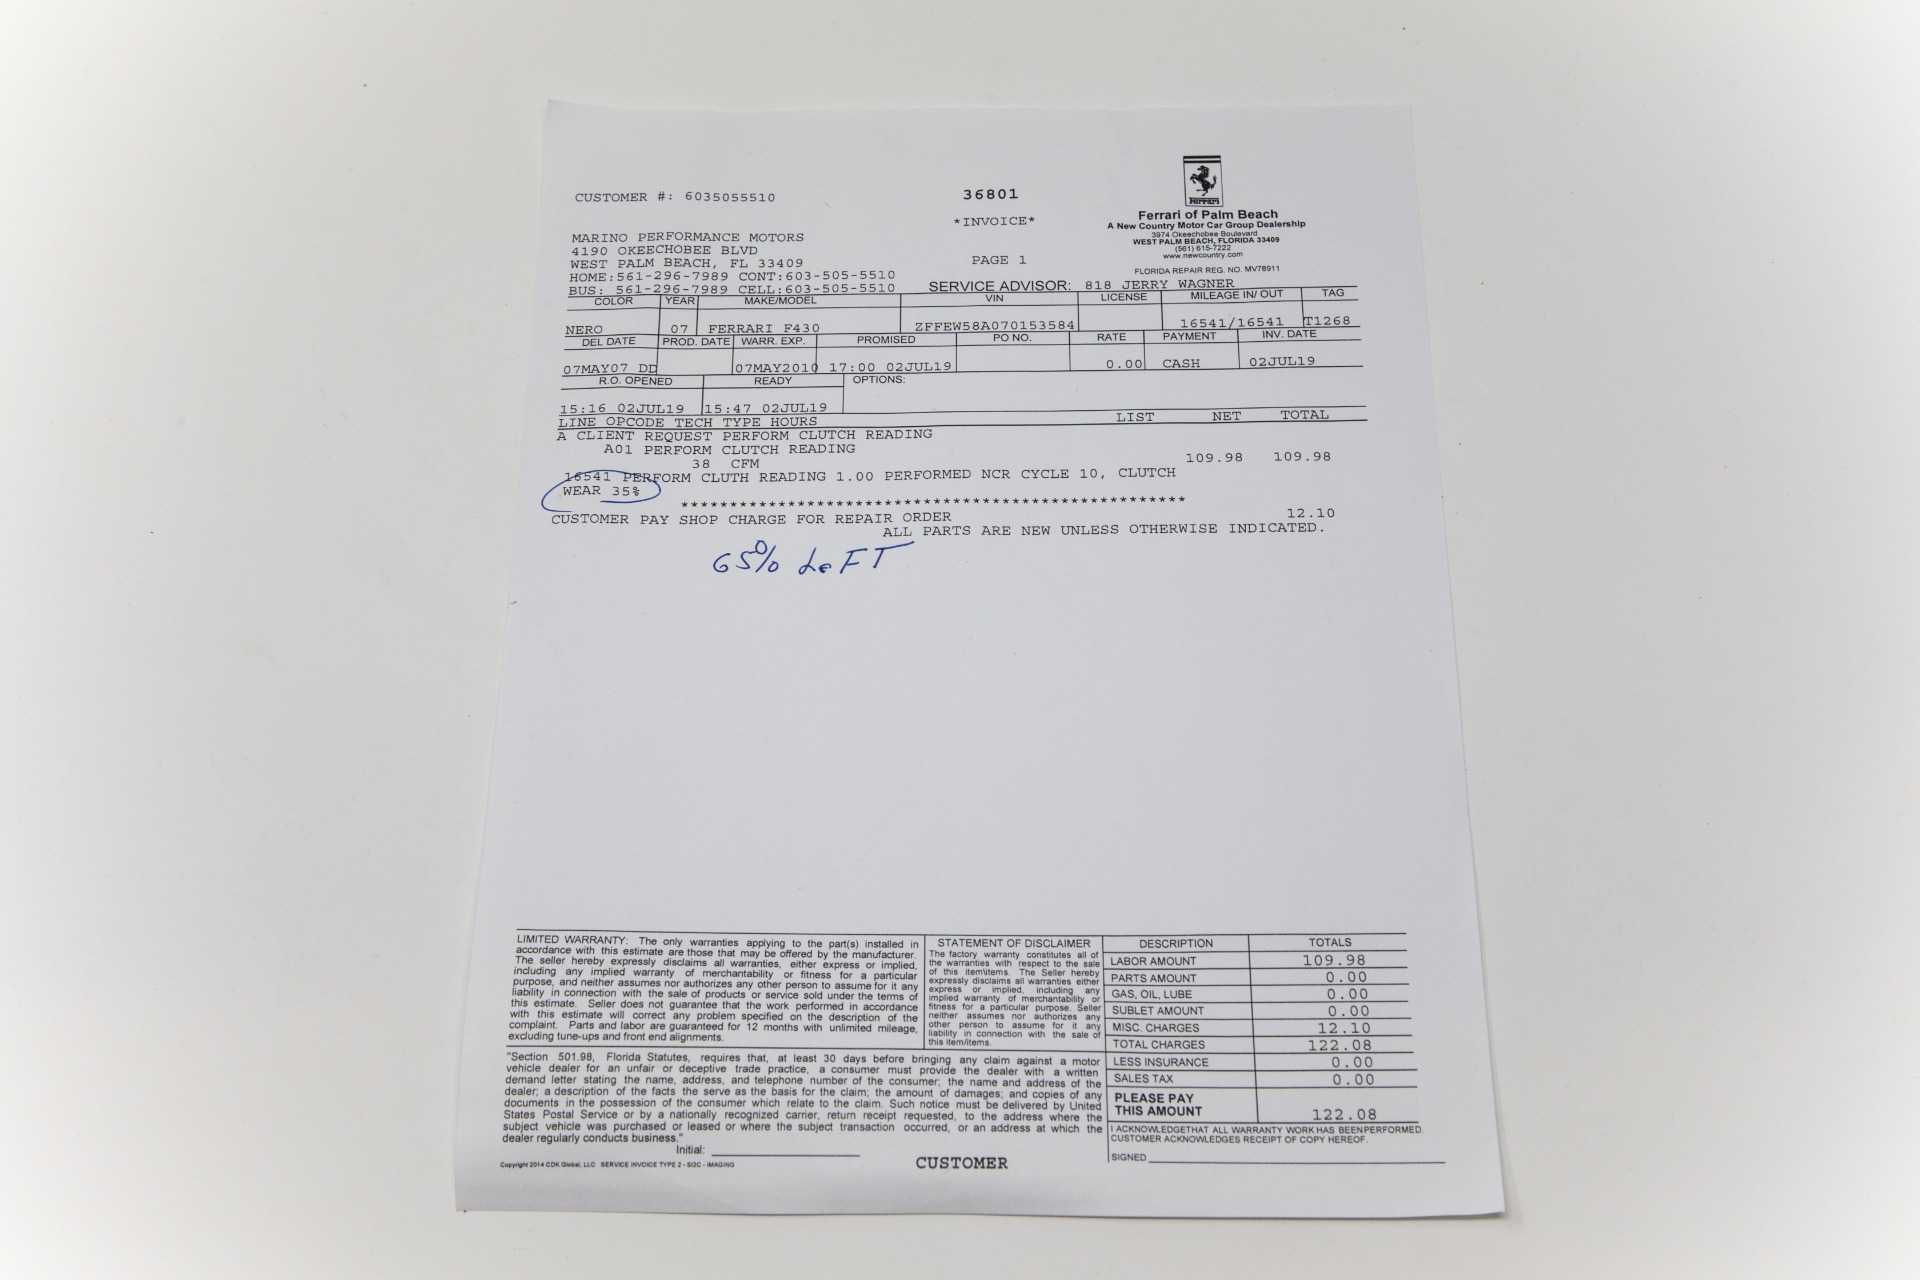 CUSTOMER #: 6035055510
36801
*INVOICE*
Ferrari
Ferrari of Palm Beach
A New Country Motor Car Group Dealership
3974 Okeechobee Boulevard
WEST PALM BEACH, FLORIDA 33409
(561) 615-7222
www.newcountry.com
FLORIDA REPAIR REG. NO. MV78911
MARINO PERFORMANCE MOTORS
4190 OKEECHOBEE BLVD
WEST PALM BEACH, FL 33409
PAGE 1
HOME:561-296-7989 CONT:603-505-5510
BUS: 561-296-7989 CELL:603-505-5510
SERVICE ADVISOR: 818 JERRY WAGNER
COLOR YEAR MAKE/MODEL VIN LICENSE MILEAGE IN/ OUT TAG
NERO 07 FERRARI F430 ZFFEW58A070153584 16541/16541 T1268
DEL DATE PROD. DATE WARR. EXP. PROMISED PO NO. RATE PAYMENT INV. DATE
07MAY07 DD 07MAY2010 17:00 02JUL19 0.00 CASH 02JUL19
R.O. OPENED READY OPTIONS:
15:16 02JUL19 15:47 02JUL19
LINE OPCODE TECH TYPE HOURS LIST NET TOTAL
A CLIENT REQUEST PERFORM CLUTCH READING
A01 PERFORM CLUTCH READING
38 CFM 109.98 109.98
16541 PERFORM CLUTH READING 1.00 PERFORMED NCR CYCLE 10, CLUTCH
WEAR 35%
****************************************************
CUSTOMER PAY SHOP CHARGE FOR REPAIR ORDER 12.10
ALL PARTS ARE NEW UNLESS OTHERWISE INDICATED.
65% LeFT
LIMITED WARRANTY: The only warranties applying to the part(s) installed in
accordance with this estimate are those that may be offered by the manufacturer.
The seller hereby expressly disclaims all warranties, either express or implied,
including any implied warranty of merchantability or fitness for a particular
purpose, and neither assumes nor authorizes any other person to assume for it any
liability in connection with the sale of products or service sold under the terms of
this estimate. Seller does not guarantee that the work performed in accordance
with this estimate will correct any problem specified on the description of the
complaint. Parts and labor are guaranteed for 12 months with unlimited mileage,
excluding tune-ups and front end alignments.
STATEMENT OF DISCLAIMER
The factory warranty constitutes all of
the warranties with respect to the sale
of this item/items. The Seller hereby
expressly disclaims all warranties either
express or implied, including any
implied warranty of merchantability or
fitness for a particular purpose. Seller
neither assumes nor authorizes any
other person to assume for it any
liability in connection with the sale of
this item/items.
"Section 501.98, Florida Statutes, requires that, at least 30 days before bringing any claim against a motor
vehicle dealer for an unfair or deceptive trade practice, a consumer must provide the dealer with a written
demand letter stating the name, address, and telephone number of the consumer; the name and address of the
dealer; a description of the facts the serve as the basis for the claim; the amount of damages; and copies of any
documents in the possession of the consumer which relate to the claim. Such notice must be delivered by United
States Postal Service or by a nationally recognized carrier, return receipt requested, to the address where the
subject vehicle was purchased or leased or where the subject transaction occurred, or an address at which the
dealer regularly conducts business."
Initial:
DESCRIPTION TOTALS
LABOR AMOUNT 109.98
PARTS AMOUNT 0.00
GAS, OIL, LUBE 0.00
SUBLET AMOUNT 0.00
MISC. CHARGES 12.10
TOTAL CHARGES 122.08
LESS INSURANCE 0.00
SALES TAX 0.00
PLEASE PAY
THIS AMOUNT 122.08
I ACKNOWLEDGETHAT ALL WARRANTY WORK HAS BEENPERFORMED.
CUSTOMER ACKNOWLEDGES RECEIPT OF COPY HEREOF.
SIGNED
Copyright 2014 CDK Global, LLC SERVICE INVOICE TYPE 2 - SI2C - IMAGING
CUSTOMER